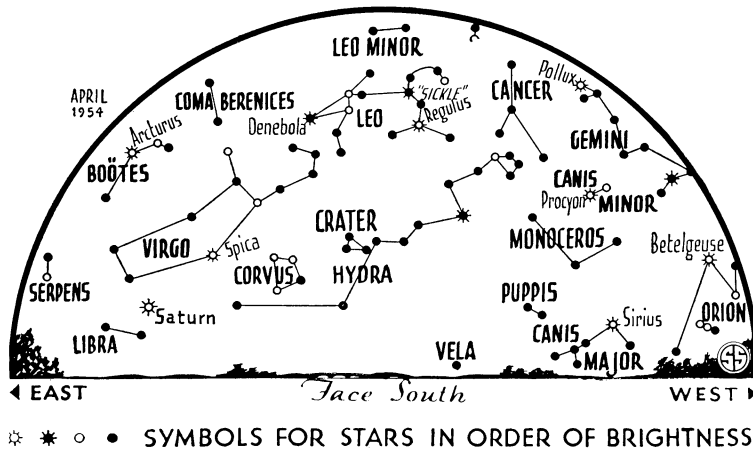 LEO MINOR
APRIL
1954
COMA BERENICES
"SICKLE"
CANCER
Pollux
Arcturus
Denebola
LEO
Regulus
GEMINI
BOÖTES
CANIS
MINOR
Procyon
VIRGO
Spica
CRATER
MONOCEROS
Betelgeuse
CORVUS
HYDRA
SERPENS
Saturn
PUPPIS
Sirius
ORION
LIBRA
CANIS
MAJOR
VELA
EAST
Face South
WEST
SYMBOLS FOR STARS IN ORDER OF BRIGHTNESS